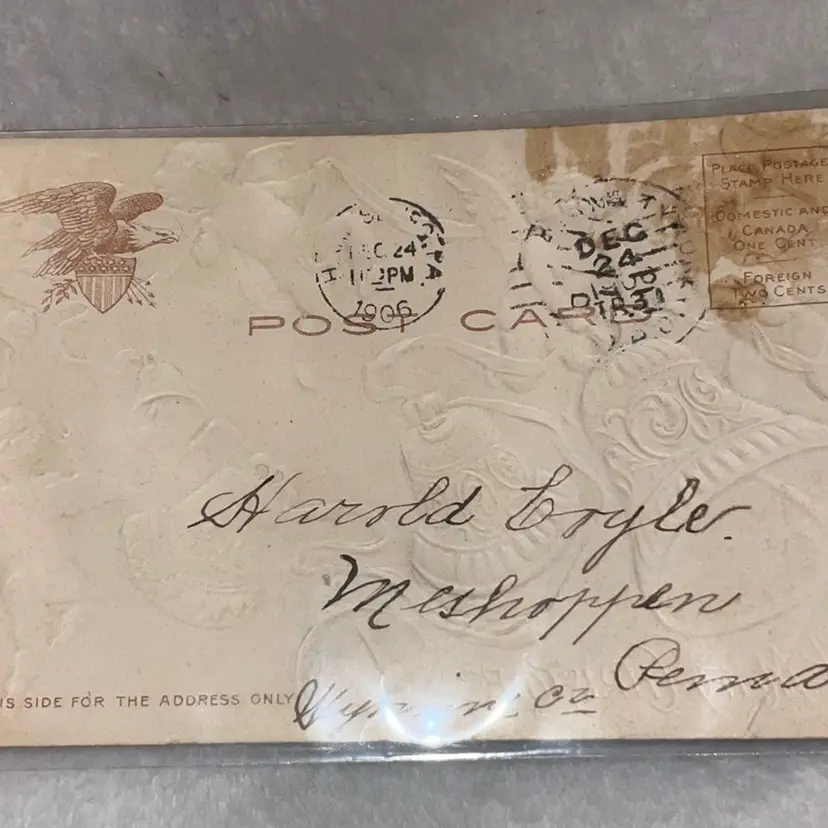 PLACE POSTAGE
STAMP HERE
DOMESTIC AND
CANADA
ONE CENT
FOREIGN
TWO CENTS
DEC 24
PM
1906
DEC
24
POST CARD
Harold
Meshoppen
Penna
IS SIDE FOR THE ADDRESS ONLY
Co